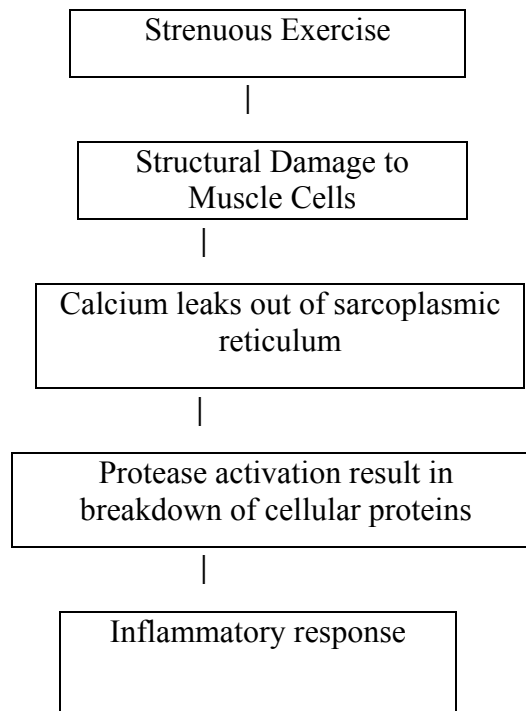 Strenuous Exercise
Structural Damage to
Muscle Cells
Calcium leaks out of sarcoplasmic
reticulum
Protease activation result in
breakdown of cellular proteins
Inflammatory response